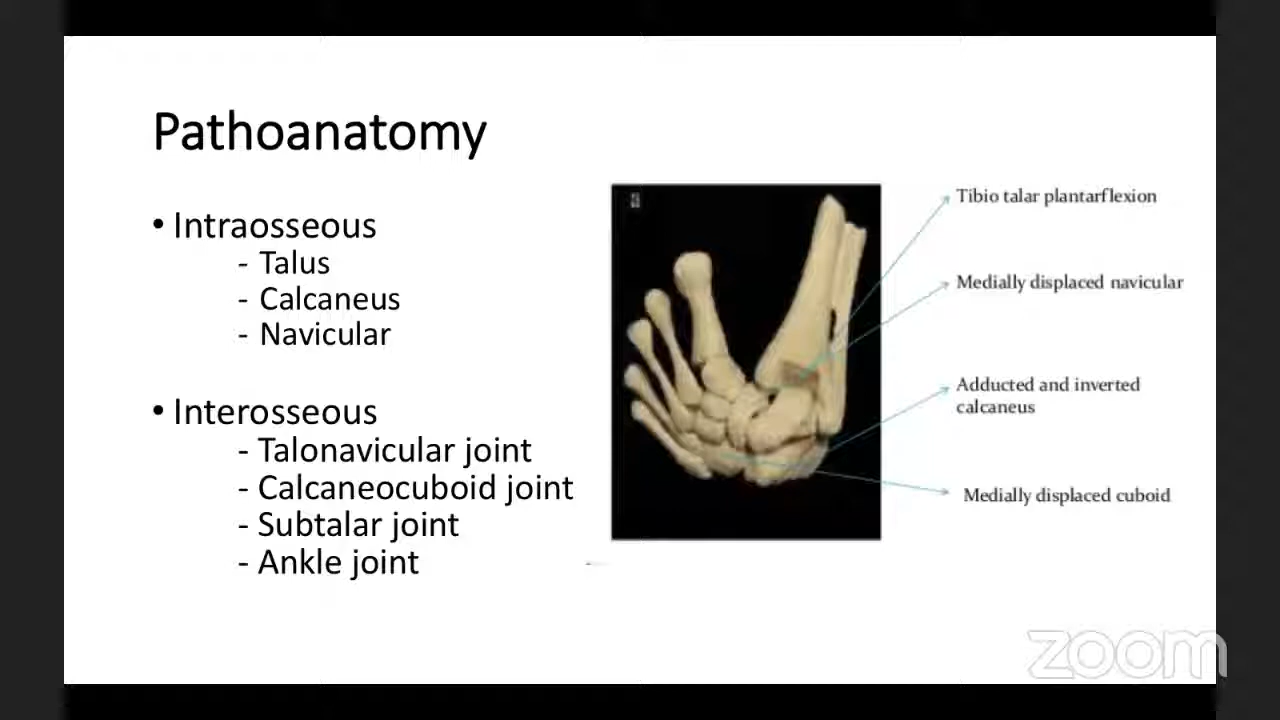 Pathoanatomy
• Intraosseous
- Talus
- Calcaneus
- Navicular
• Interosseous
- Talonavicular joint
- Calcaneocuboid joint
- Subtalar joint
- Ankle joint
Tibio talar plantarflexion
Medially displaced navicular
Adducted and inverted
calcaneus
Medially displaced cuboid
zoom